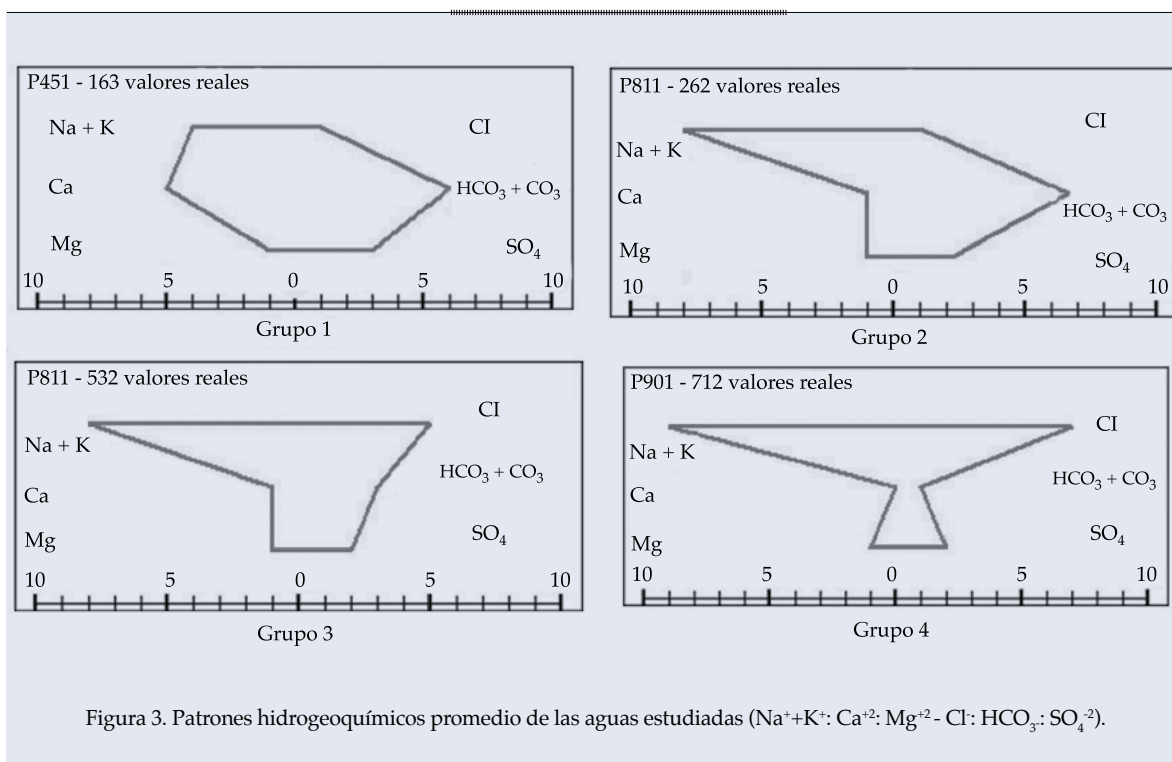 P451 - 163 valores reales
Na + K
CI
Ca
HCO₃ + CO₃
Mg
SO₄
10 5 0 5 10
Grupo 1
P811 - 262 valores reales
CI
Na + K
Ca
HCO₃ + CO₃
Mg
SO₄
10 5 0 5 10
Grupo 2
P811 - 532 valores reales
CI
Na + K
HCO₃ + CO₃
Ca
SO₄
Mg
10 5 0 5 10
Grupo 3
P901 - 712 valores reales
CI
Na + K
HCO₃ + CO₃
Ca
SO₄
Mg
10 5 0 5 10
Grupo 4
Figura 3. Patrones hidrogeoquímicos promedio de las aguas estudiadas (Na⁺+K⁺: Ca⁺²: Mg⁺² - Cl⁻: HCO₃₋: SO₄⁻²).